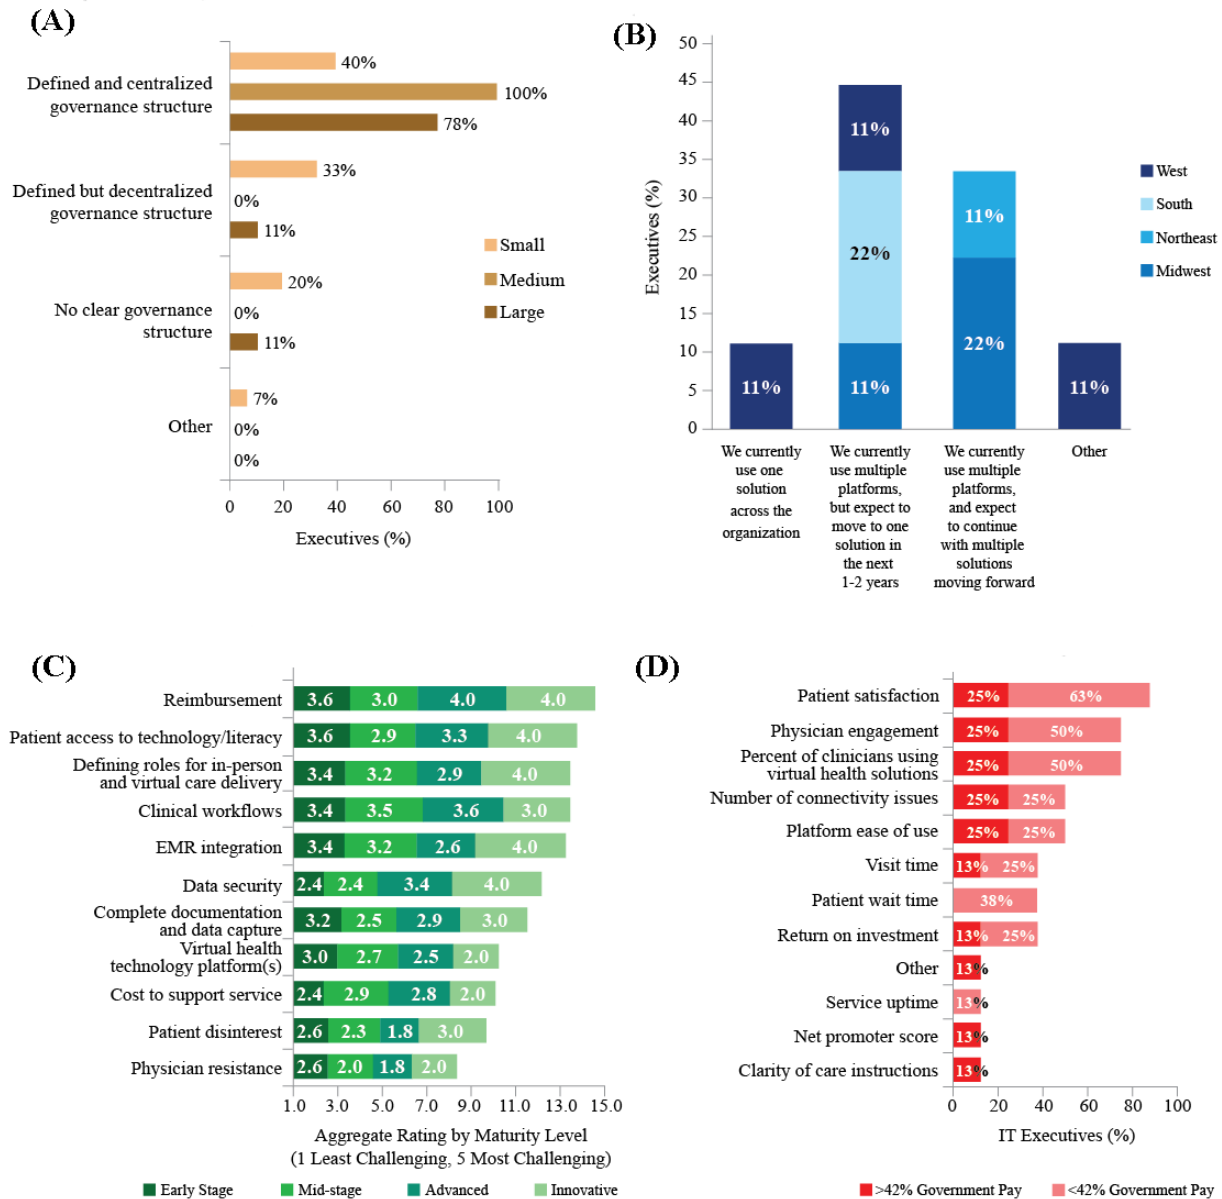 (A)
Defined and centralized
governance structure
40%
100%
78%
Defined but decentralized
governance structure
33%
0%
11%
No clear governance
structure
20%
0%
11%
Other
7%
0%
0%
0 20 40 60 80 100
Executives (%)
Small
Medium
Large
(B)
50
45
40
35
30
25
20
15
10
5
0
Executives (%)
11%
11%
22%
11%
11%
22%
11%
We currently
use one
solution
across the
organization
We currently
use multiple
platforms,
but expect to
move to one
solution in
the next
1-2 years
We currently
use multiple
platforms,
and expect
to continue
with multiple
solutions
moving forward
Other
West
South
Northeast
Midwest
(C)
Reimbursement 3.6 3.0 4.0 4.0
Patient access to technology/literacy 3.6 2.9 3.3 4.0
Defining roles for in-person
and virtual care delivery 3.4 3.2 2.9 4.0
Clinical workflows 3.4 3.5 3.6 3.0
EMR integration 3.4 3.2 2.6 4.0
Data security 2.4 2.4 3.4 4.0
Complete documentation
and data capture 3.2 2.5 2.9 3.0
Virtual health
technology platform(s) 3.0 2.7 2.5 2.0
Cost to support service 2.4 2.9 2.8 2.0
Patient disinterest 2.6 2.3 1.8 3.0
Physician resistance 2.6 2.0 1.8 2.0
1.0 3.0 5.0 7.0 9.0 11.0 13.0 15.0
Aggregate Rating by Maturity Level
(1 Least Challenging, 5 Most Challenging)
Early Stage Mid-stage Advanced Innovative
(D)
Patient satisfaction 25% 63%
Physician engagement 25% 50%
Percent of clinicians using
virtual health solutions 25% 50%
Number of connectivity issues 25% 25%
Platform ease of use 25% 25%
Visit time 13% 25%
Patient wait time 38%
Return on investment 13% 25%
Other 13%
Service uptime 13%
Net promoter score 13%
Clarity of care instructions 13%
0 20 40 60 80 100
IT Executives (%)
>42% Government Pay <42% Government Pay